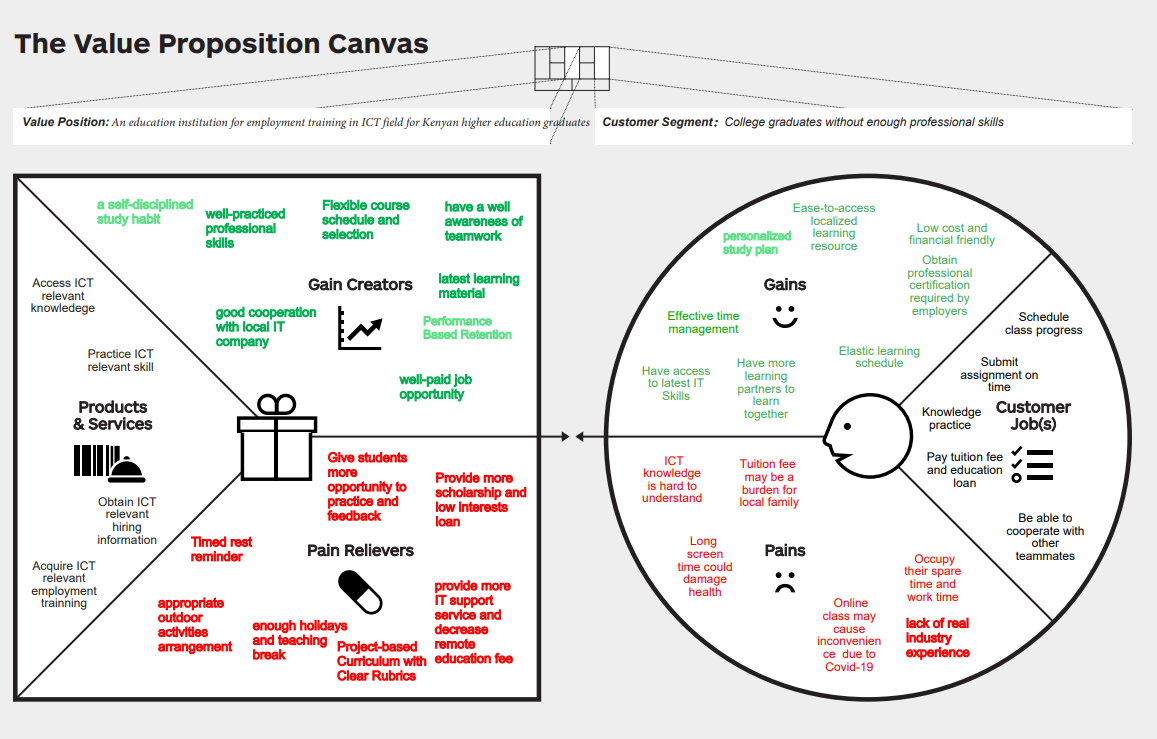 The Value Proposition Canvas
Value Position: An education institution for employment training in ICT field for Kenyan higher education graduates
Customer Segment: College graduates without enough professional skills
a self-disciplined
study habit
well-practiced
professional
skills
Flexible course
schedule and
selection
have a well
awareness of
teamwork
Gain Creators
latest learning
material
good cooperation
with local IT
company
Performance
Based Retention
well-paid job
opportunity
Access ICT
relevant
knowledege
Practice ICT
relevant skill
Products
& Services
Obtain ICT
relevant
hiring
information
Acquire ICT
relevant
employment
trainning
Give students
more
opportunity to
practice and
feedback
Provide more
scholarship and
low interests
loan
Timed rest
reminder
Pain Relievers
appropriate
outdoor
activities
arrangement
enough holidays
and teaching
break
Project-based
Curriculum with
Clear Rubrics
provide more
IT support
service and
decrease
remote
education fee
personalized
study plan
Ease-to-access
localized
learning
resource
Low cost and
financial friendly
Obtain
professional
certification
required by
employers
Gains
Effective time
management
Have access
to latest IT
Skills
Have more
learning
partners to
learn
together
Elastic learning
schedule
Schedule
class progress
Submit
assignment on
time
Knowledge
practice
Customer
Job(s)
Pay tuition fee
and education
loan
Be able to
cooperate with
other
teammates
ICT
knowledge
is hard to
understand
Tuition fee
may be a
burden for
local family
Long
screen
time could
damage
health
Pains
Online
class may
cause
inconvenien
ce due to
Covid-19
Occupy
their spare
time and
work time
lack of real
industry
experience